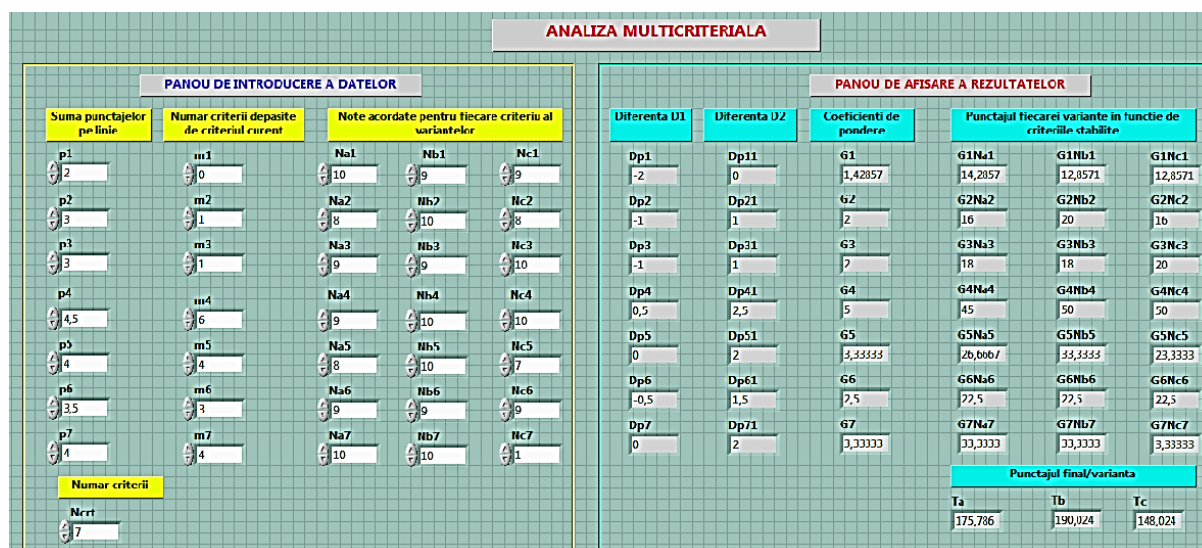 ANALIZA MULTICRITERIALA
PANOU DE INTRODUCERE A DATELOR
Suma punctajelor
pe linie
Numar criterii depasite
de criteriul curent
Note acordate pentru fiecare criteriu al
variantelor
p1 m1 Na1 Nb1 Nc1
2 0 10 9 9
p2 m2 Na2 Nb2 Nc2
3 1 8 10 8
p3 m3 Na3 Nb3 Nc3
3 1 9 9 10
p4 m4 Na4 Nb4 Nc4
4,5 6 9 10 10
p5 m5 Na5 Nb5 Nc5
4 4 8 10 7
p6 m6 Na6 Nb6 Nc6
3,5 3 9 9 9
p7 m7 Na7 Nb7 Nc7
4 4 10 10 1
Numar criterii
Ncrt
7
PANOU DE AFISARE A REZULTATELOR
Diferenta D1
Diferenta D2
Coeficienti de
pondere
Punctajul fiecarei variante in functie de
criteriile stabilite
Dp1 Dp11 G1 G1Na1 G1Nb1 G1Nc1
-2 0 1,42857 14,2857 12,8571 12,8571
Dp2 Dp21 G2 G2Na2 G2Nb2 G2Nc2
-1 1 2 16 20 16
Dp3 Dp31 G3 G3Na3 G3Nb3 G3Nc3
-1 1 2 18 18 20
Dp4 Dp41 G4 G4Na4 G4Nb4 G4Nc4
0,5 2,5 5 45 50 50
Dp5 Dp51 G5 G5Na5 G5Nb5 G5Nc5
0 2 3,33333 26,6667 33,3333 23,3333
Dp6 Dp61 G6 G6Na6 G6Nb6 G6Nc6
-0,5 1,5 2,5 22,5 22,5 22,5
Dp7 Dp71 G7 G7Na7 G7Nb7 G7Nc7
0 2 3,33333 33,3333 33,3333 3,33333
Punctajul final/varianta
Ta Tb Tc
175,786 190,024 148,024